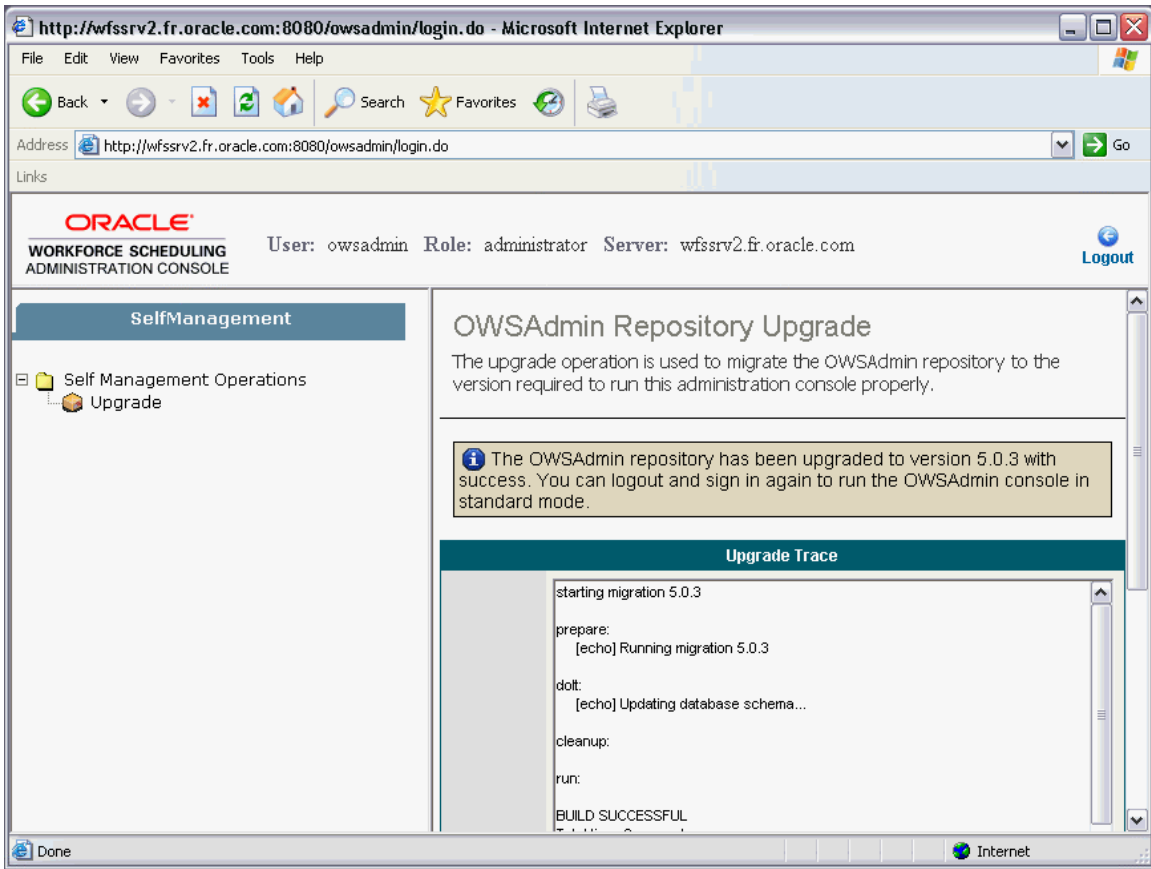 http://wfssrv2.fr.oracle.com:8080/owsadmin/login.do - Microsoft Internet Explorer
File Edit View Favorites Tools Help
Back Search Favorites
Address http://wfssrv2.fr.oracle.com:8080/owsadmin/login.do Go
Links
ORACLE
WORKFORCE SCHEDULING
ADMINISTRATION CONSOLE
User: owsadmin Role: administrator Server: wfssrv2.fr.oracle.com
Logout
SelfManagement
Self Management Operations
Upgrade
OWSAdmin Repository Upgrade
The upgrade operation is used to migrate the OWSAdmin repository to the
version required to run this administration console properly.
The OWSAdmin repository has been upgraded to version 5.0.3 with
success. You can logout and sign in again to run the OWSAdmin console in
standard mode.
Upgrade Trace
starting migration 5.0.3
prepare:
[echo] Running migration 5.0.3
doIt:
[echo] Updating database schema...
cleanup:
run:
BUILD SUCCESSFUL
Done
Internet